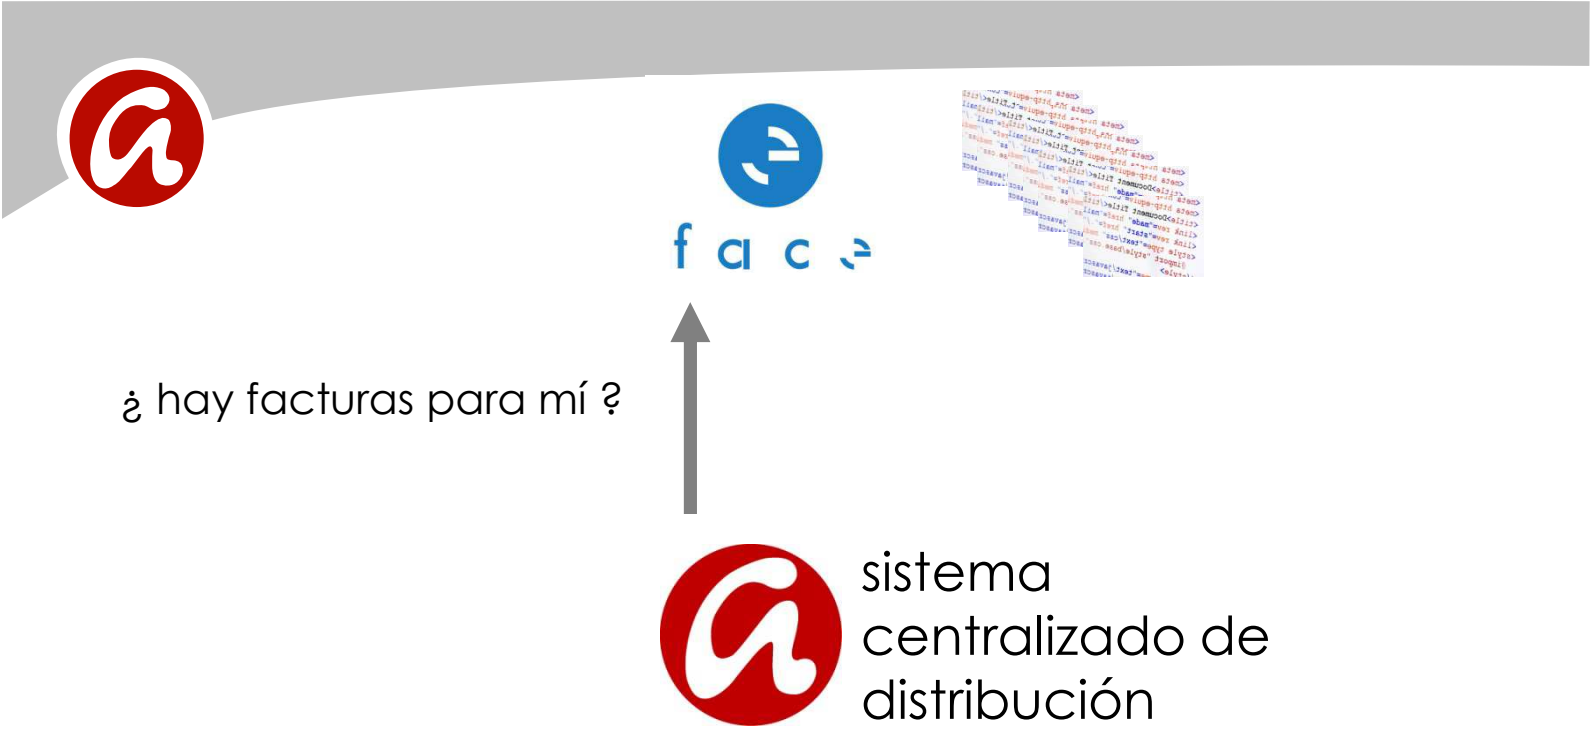 face
¿ hay facturas para mí ?
sistema
centralizado de
distribución